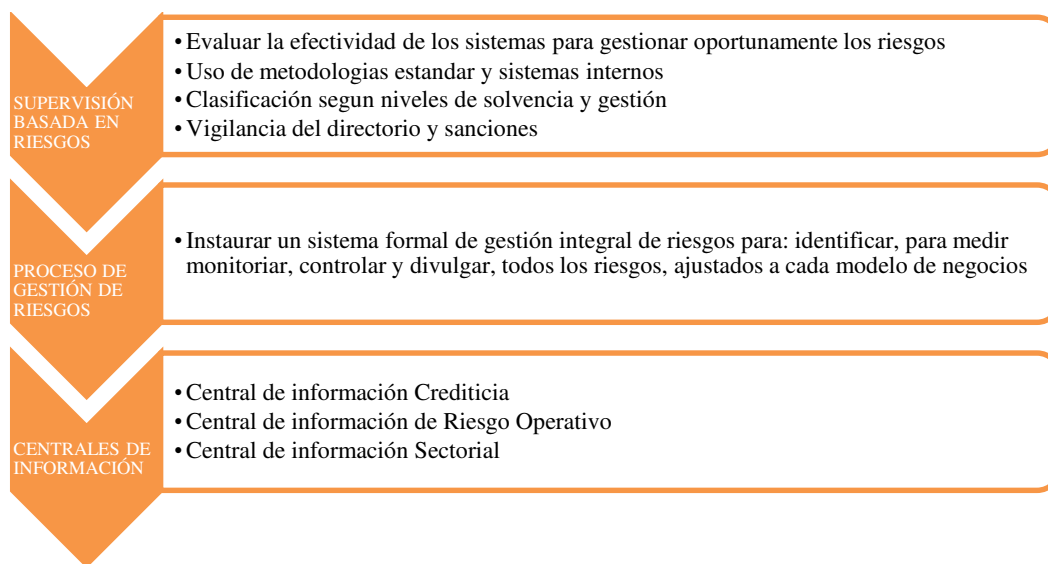 SUPERVISIÓN
BASADA EN
RIESGOS
• Evaluar la efectividad de los sistemas para gestionar oportunamente los riesgos
• Uso de metodologias estandar y sistemas internos
• Clasificación segun niveles de solvencia y gestión
• Vigilancia del directorio y sanciones
PROCESO DE
GESTIÓN DE
RIESGOS
• Instaurar un sistema formal de gestión integral de riesgos para: identificar, para medir
monitoriar, controlar y divulgar, todos los riesgos, ajustados a cada modelo de negocios
CENTRALES DE
INFORMACIÓN
• Central de información Crediticia
• Central de información de Riesgo Operativo
• Central de información Sectorial